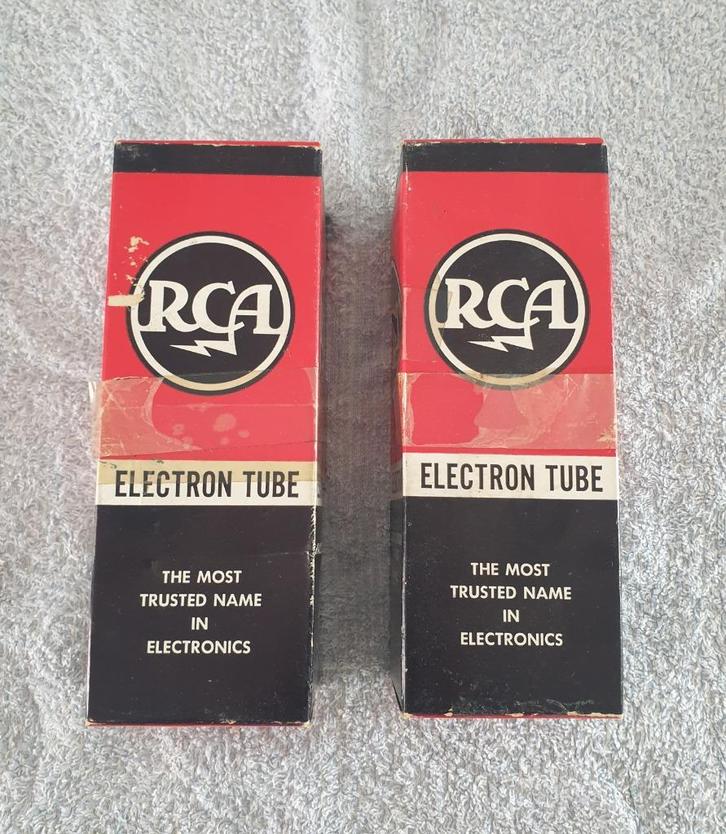 RCA
ELECTRON TUBE
THE MOST
TRUSTED NAME
IN
ELECTRONICS
RCA
ELECTRON TUBE
THE MOST
TRUSTED NAME
IN
ELECTRONICS